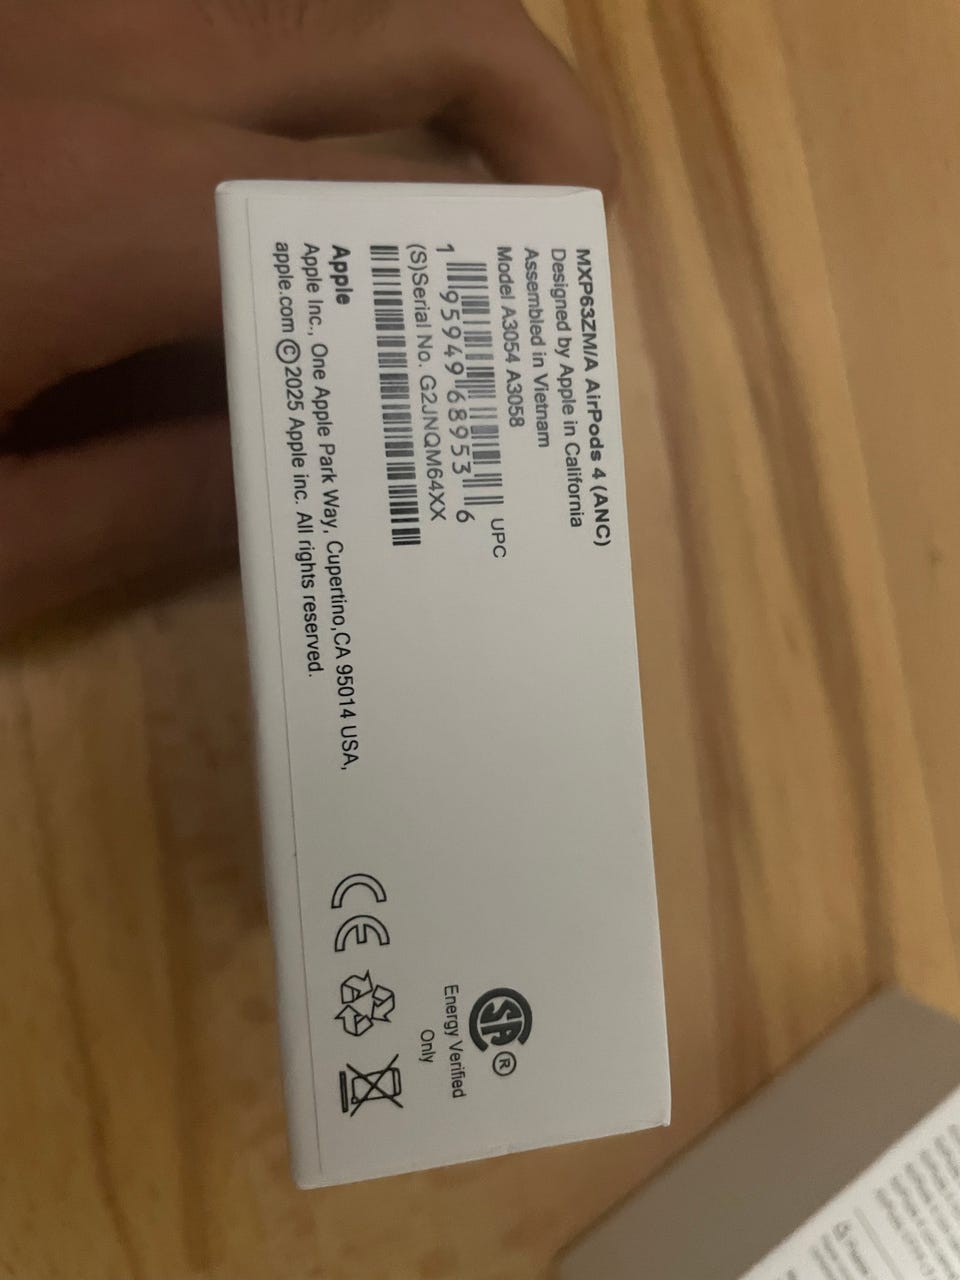 MXP63ZM/A AirPods 4 (ANC)
Designed by Apple in California
Assembled in Vietnam
Model A3054 A3058
UPC
1 95949 68953 6
(S)Serial No. G2JNQM64XX
Apple
Apple Inc., One Apple Park Way, Cupertino,CA 95014 USA,
apple.com ©2025 Apple inc. All rights reserved.
SA®
Energy Verified
Only
CE